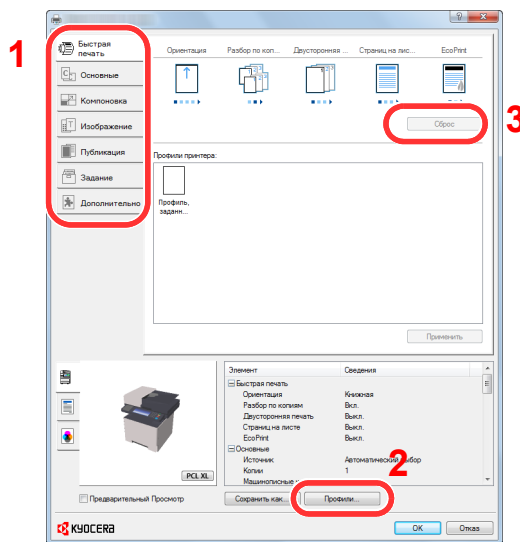 1
Быстрая
печать
Основные
Компоновка
Изображение
Публикация
Задание
Дополнительно
Ориентация
Разбор по коп...
Двусторонняя ...
Страниц на лис...
EcoPrint
Сброс
3
Профили принтера:
Профиль,
заданн...
Применить
Элемент Сведения
Быстрая печать
Ориентация Книжная
Разбор по копиям Вкл.
Двусторонняя печать Выкл.
Страниц на листе Выкл.
EcoPrint Выкл.
Основные
Источник Автоматический выбор
Копии 1
Машинописные
2
PCL XL
Предварительный Просмотр
Сохранить как...
Профили...
KYOCERA
OK
Отказ